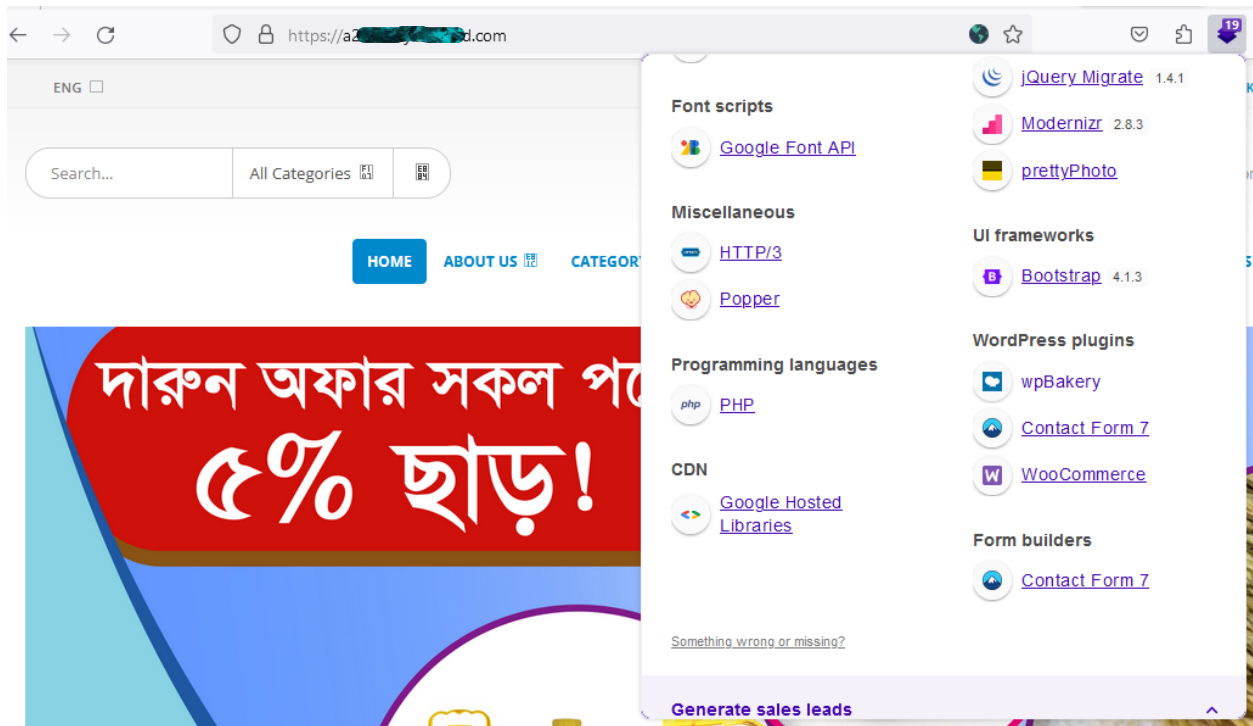 19
https://a2
d.com
ENG
Search...
All Categories
HOME
ABOUT US
CATEGOR
দারুন অফার সকল
৫% ছাড়!
Font scripts
Google Font API
Miscellaneous
HTTP/3
Popper
Programming languages
php PHP
CDN
Google Hosted
Libraries
jQuery Migrate 1.4.1
Modernizr 2.8.3
prettyPhoto
UI frameworks
B Bootstrap 4.1.3
WordPress plugins
wpBakery
Contact Form 7
W WooCommerce
Form builders
Contact Form 7
Something wrong or missing?
Generate sales leads